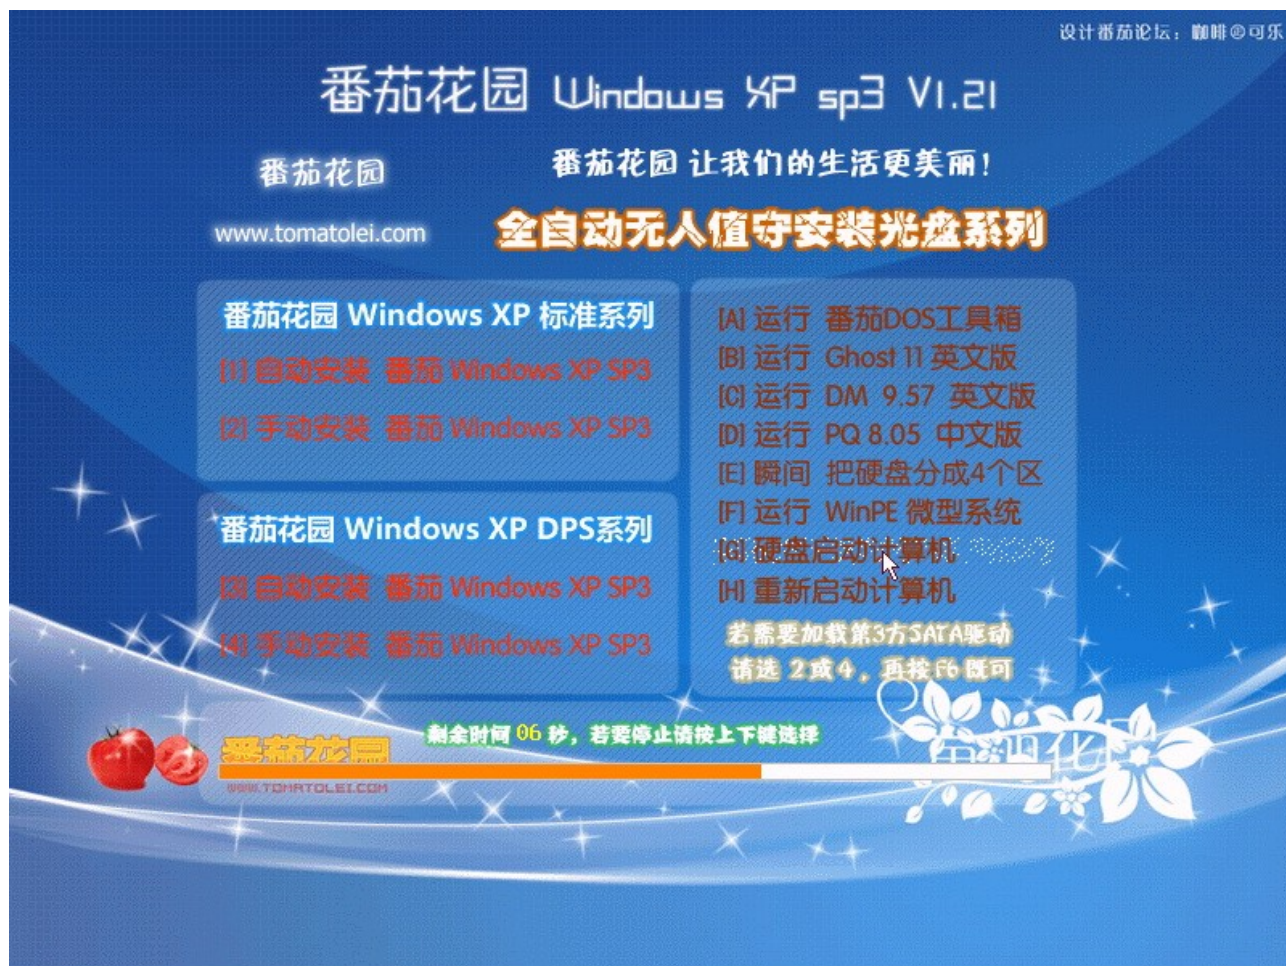 设计番茄论坛：咖啡@可乐
番茄花园 Windows XP sp3 V1.21
番茄花园
番茄花园 让我们的生活更美丽！
www.tomatolei.com
全自动无人值守安装光盘系列
番茄花园 Windows XP 标准系列
[1] 自动安装 番茄 Windows XP SP3
[2] 手动安装 番茄 Windows XP SP3
番茄花园 Windows XP DPS系列
[3] 自动安装 番茄 Windows XP SP3
[4] 手动安装 番茄 Windows XP SP3
[A] 运行 番茄DOS工具箱
[B] 运行 Ghost 11 英文版
[C] 运行 DM 9.57 英文版
[D] 运行 PQ 8.05 中文版
[E] 瞬间 把硬盘分成4个区
[F] 运行 WinPE 微型系统
[G] 硬盘启动计算机
[H] 重新启动计算机
若需要加载第3方SATA驱动
请选 2或4，再按F6既可
剩余时间 06 秒，若要停止请按上下键选择
番茄花园
WWW.TOMATOLEI.COM
番茄花园